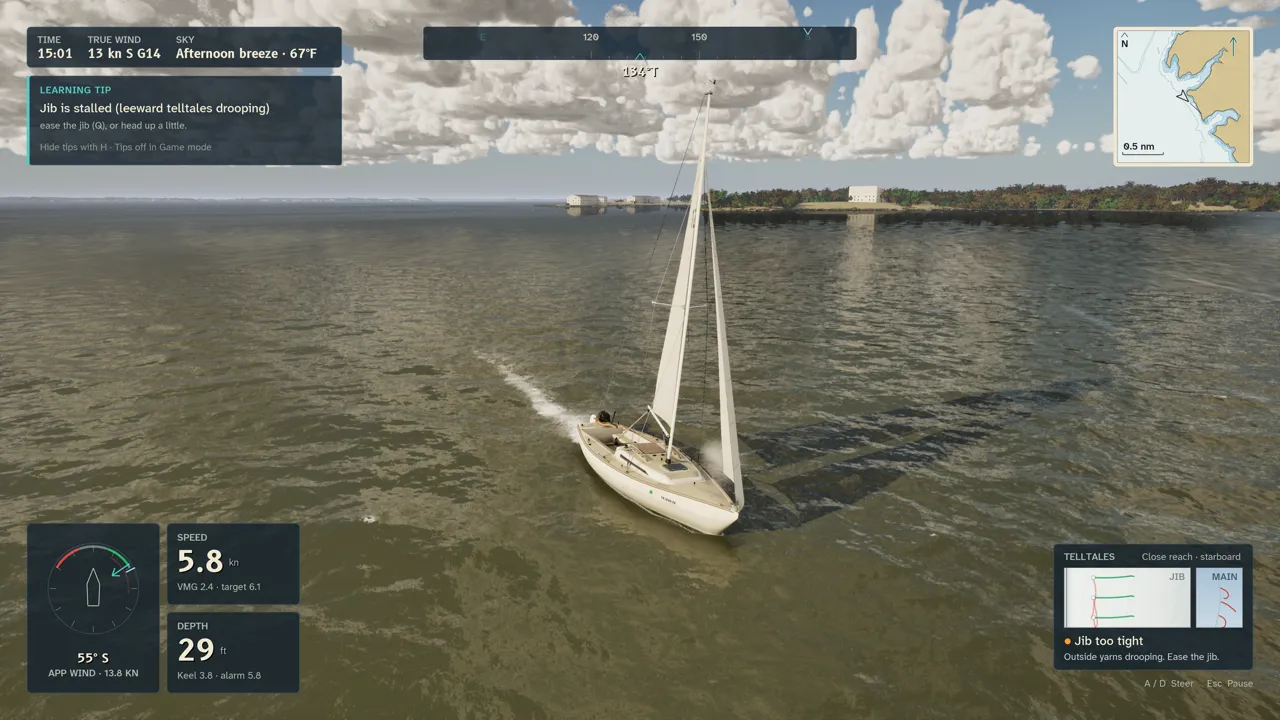 TIME TRUE WIND SKY
15:01 13 kn S G14 Afternoon breeze · 67°F
LEARNING TIP
Jib is stalled (leeward telltales drooping)
ease the jib (Q), or head up a little.
Hide tips with H · Tips off in Game mode
E 120 150 S
134°T
N
0.5 nm
SPEED
5.8 kn
VMG 2.4 · target 6.1
DEPTH
29 ft
Keel 3.8 · alarm 5.8
55° S
APP WIND · 13.8 KN
TELLTALES Close reach · starboard
JIB MAIN
Jib too tight
Outside yarns drooping. Ease the jib.
A / D Steer Esc Pause